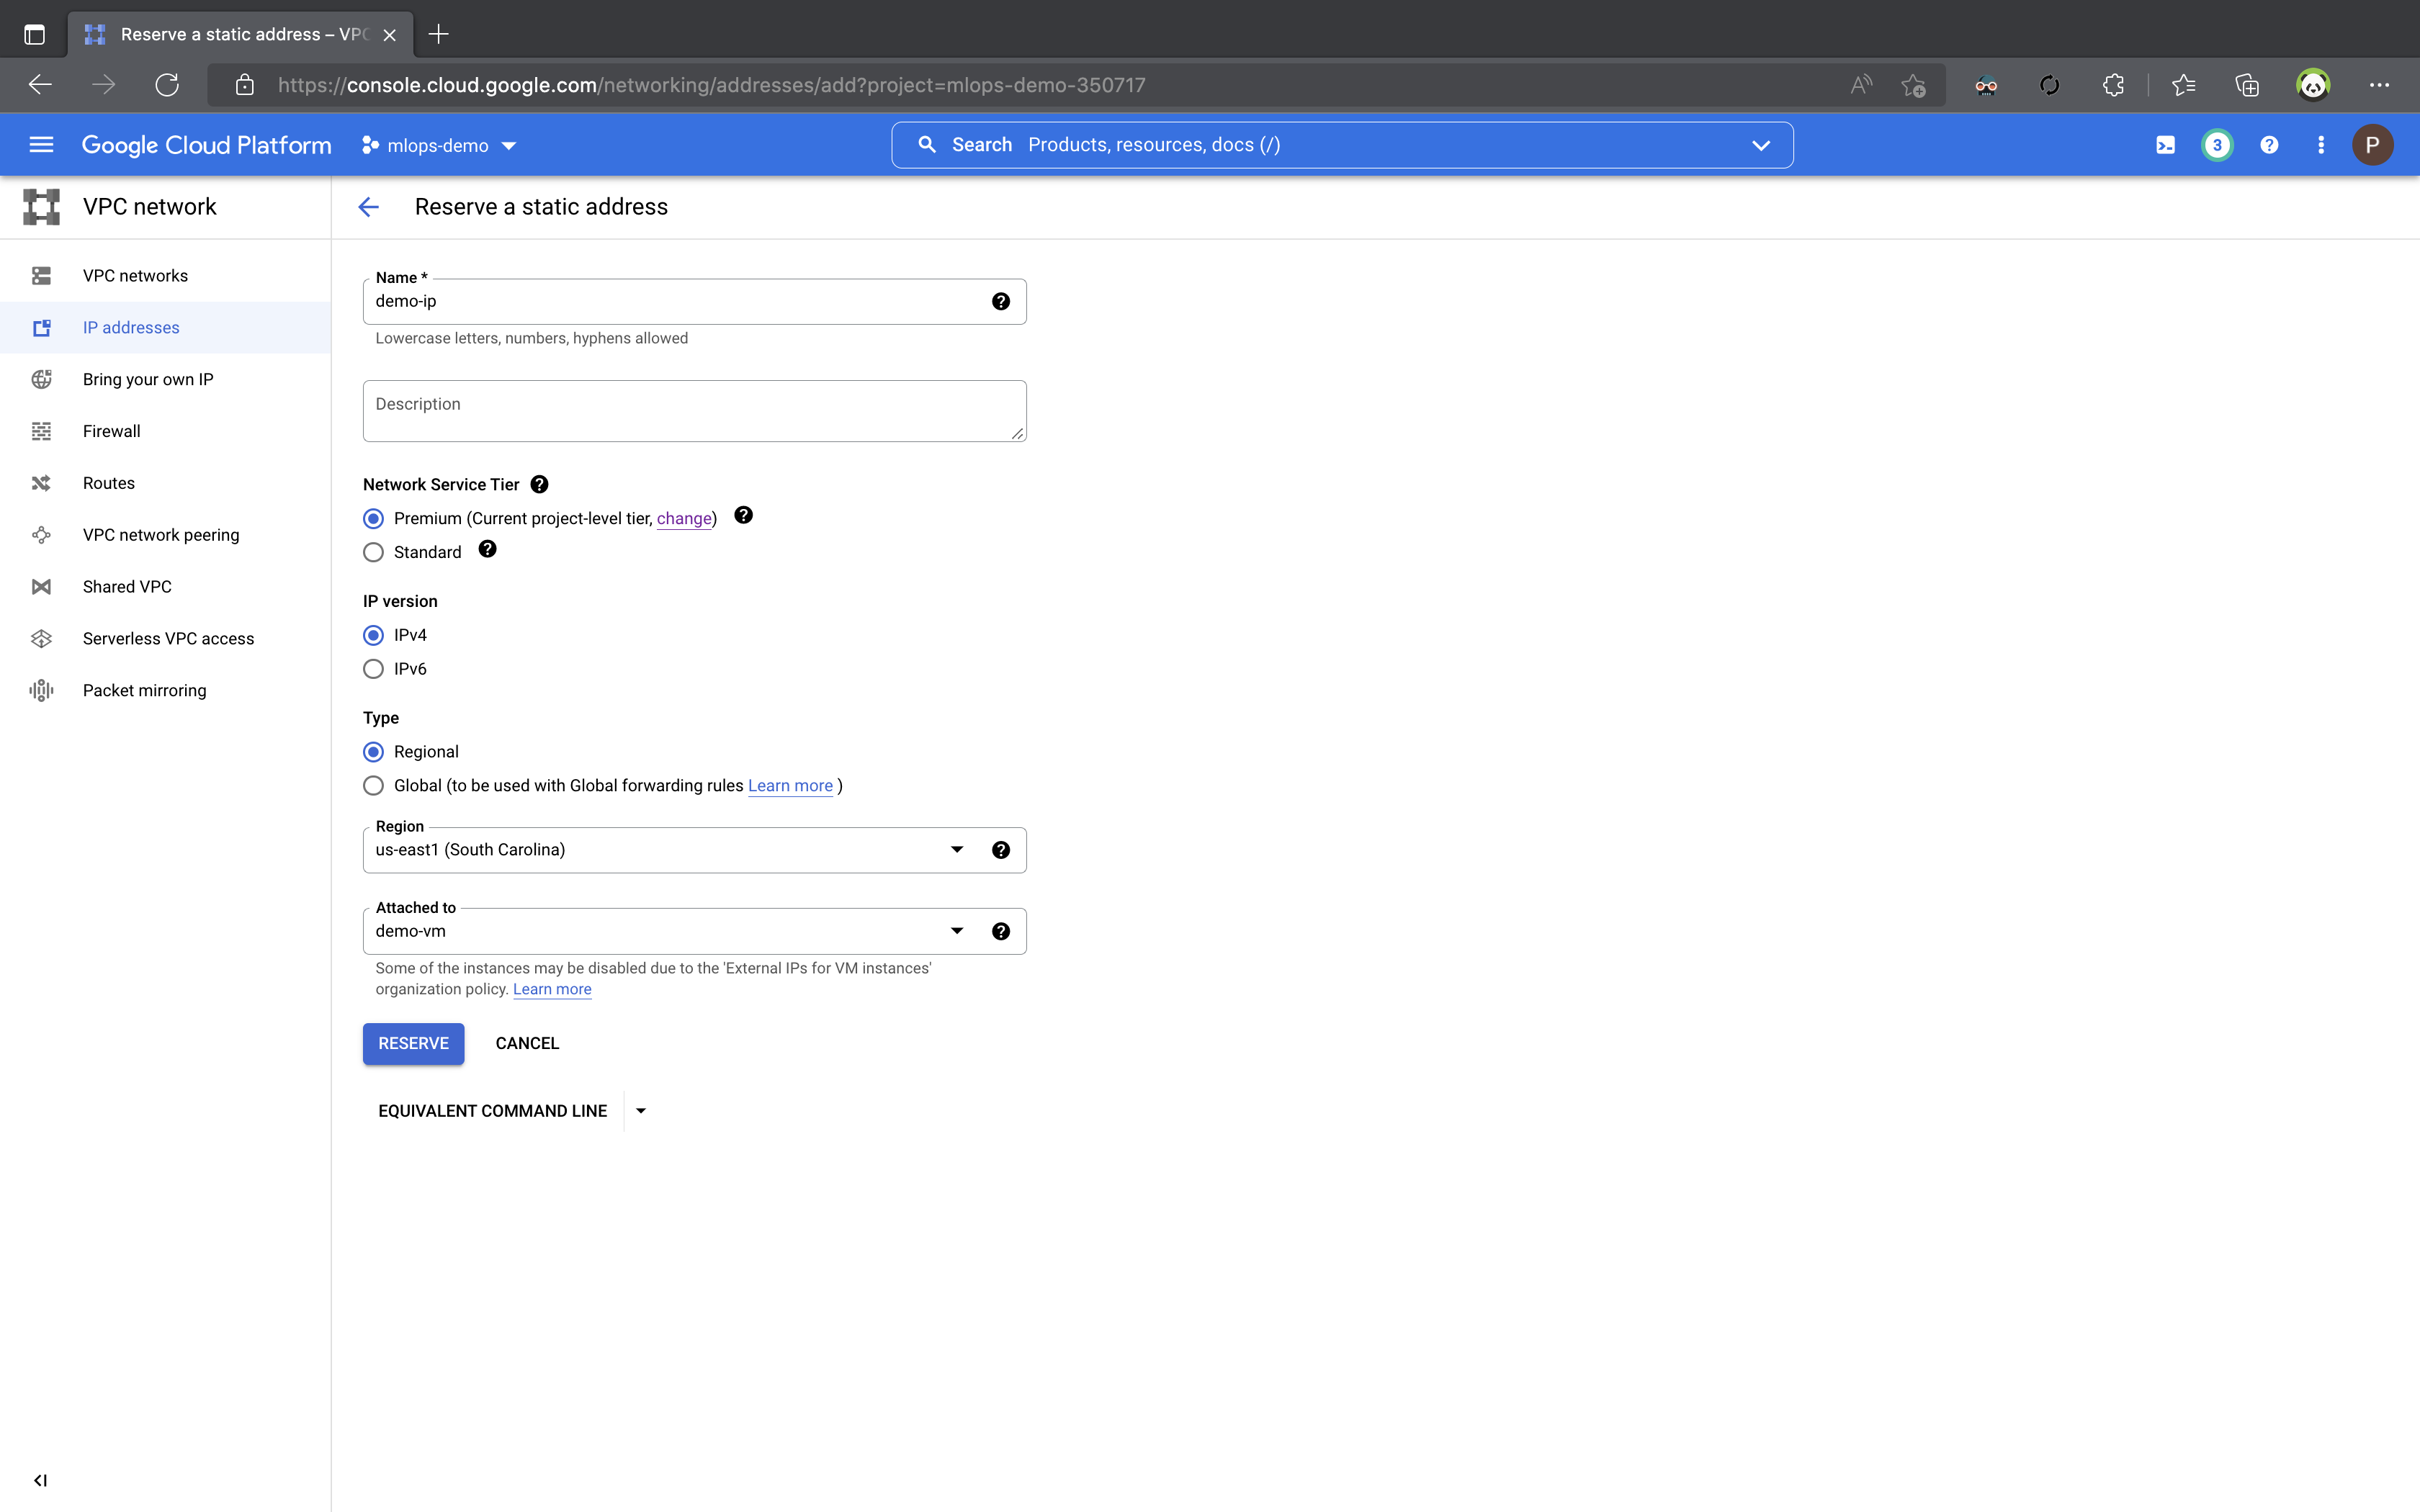 Reserve a static address – VPC
https://console.cloud.google.com/networking/addresses/add?project=mlops-demo-350717
Google Cloud Platform
mlops-demo
Search Products, resources, docs (/)
3
P
VPC network
Reserve a static address
VPC networks
IP addresses
Bring your own IP
Firewall
Routes
VPC network peering
Shared VPC
Serverless VPC access
Packet mirroring
Name *
demo-ip
Lowercase letters, numbers, hyphens allowed
Description
Network Service Tier
Premium (Current project-level tier, change)
Standard
IP version
IPv4
IPv6
Type
Regional
Global (to be used with Global forwarding rules Learn more )
Region
us-east1 (South Carolina)
Attached to
demo-vm
Some of the instances may be disabled due to the 'External IPs for VM instances'
organization policy. Learn more
RESERVE CANCEL
EQUIVALENT COMMAND LINE